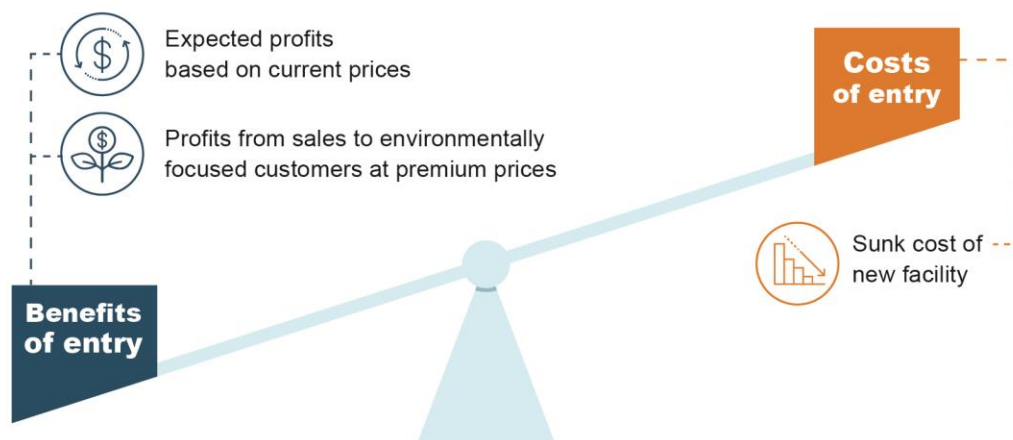 Expected profits
based on current prices
Profits from sales to environmentally
focused customers at premium prices
Costs
of entry
Sunk cost of
new facility
Benefits
of entry